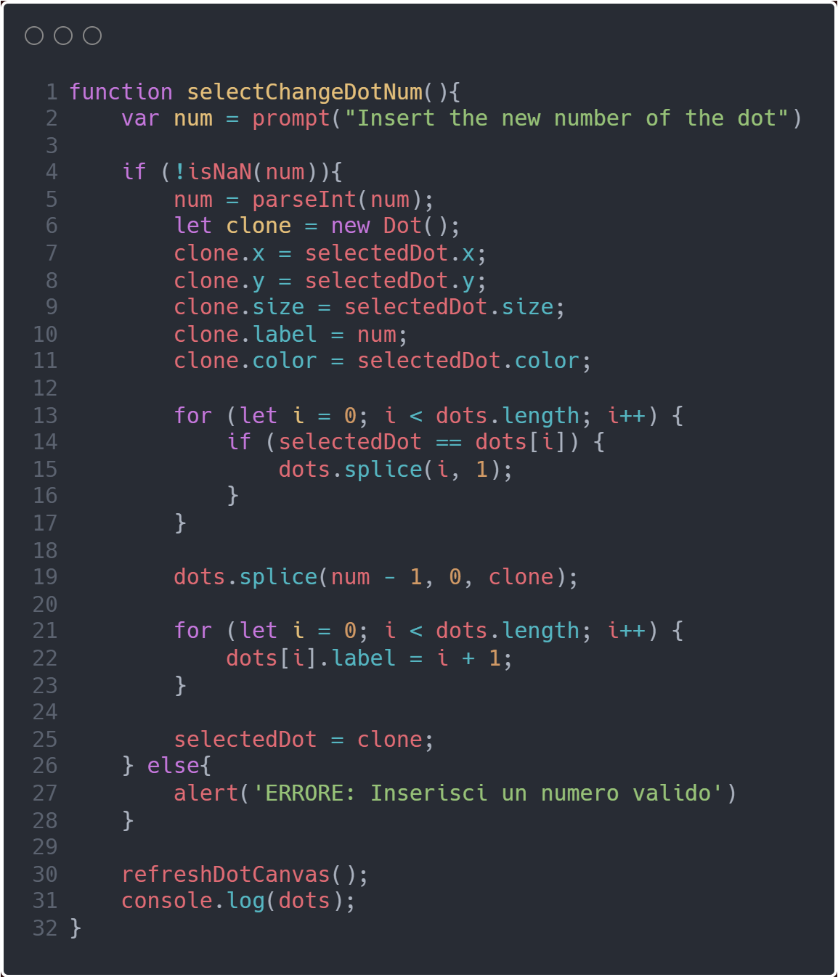 1 function selectChangeDotNum(){
2     var num = prompt("Insert the new number of the dot")
3
4     if (!isNaN(num)){
5         num = parseInt(num);
6         let clone = new Dot();
7         clone.x = selectedDot.x;
8         clone.y = selectedDot.y;
9         clone.size = selectedDot.size;
10         clone.label = num;
11         clone.color = selectedDot.color;
12
13         for (let i = 0; i < dots.length; i++) {
14             if (selectedDot == dots[i]) {
15                 dots.splice(i, 1);
16             }
17         }
18
19         dots.splice(num - 1, 0, clone);
20
21         for (let i = 0; i < dots.length; i++) {
22             dots[i].label = i + 1;
23         }
24
25         selectedDot = clone;
26     } else{
27         alert('ERRORE: Inserisci un numero valido')
28     }
29
30     refreshDotCanvas();
31     console.log(dots);
32 }